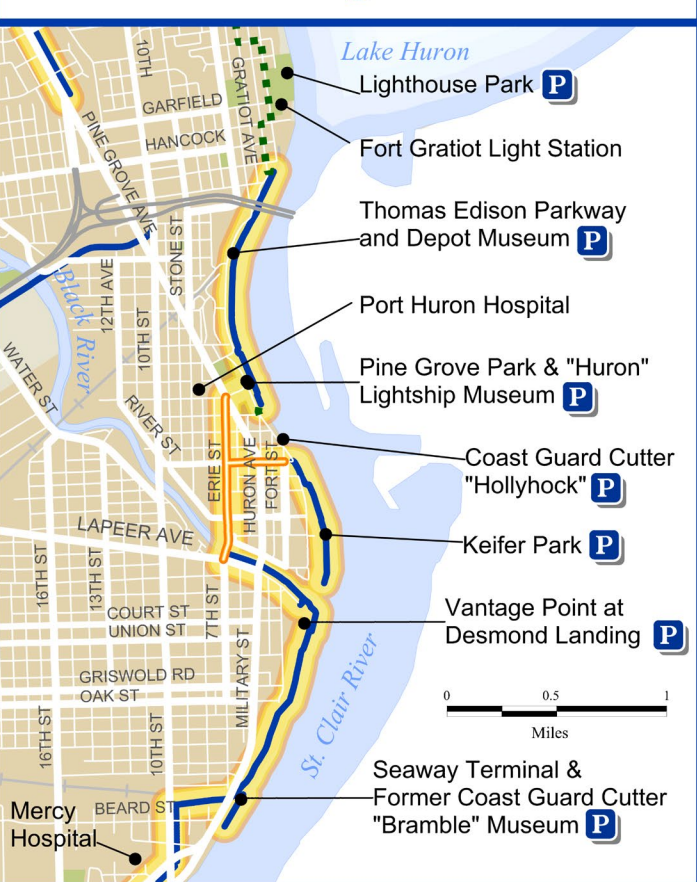 Lake Huron
Lighthouse Park P
Fort Gratiot Light Station
Thomas Edison Parkway
and Depot Museum P
Port Huron Hospital
Pine Grove Park & "Huron"
Lightship Museum P
Coast Guard Cutter
"Hollyhock" P
Keifer Park P
Vantage Point at
Desmond Landing P
0 0.5 1
Miles
Seaway Terminal &
Former Coast Guard Cutter
"Bramble" Museum P
Mercy
Hospital
10TH
GRATIOT AVE
GARFIELD
HANCOCK
PINE GROVE AVE
STONE ST
12TH AVE
10TH ST
Black River
WATER ST
RIVER ST
ERIE ST
HURON AVE
FORT ST
LAPEER AVE
16TH ST
13TH ST
7TH ST
COURT ST
UNION ST
MILITARY ST
GRISWOLD RD
OAK ST
16TH ST
10TH ST
St. Clair River
BEARD ST